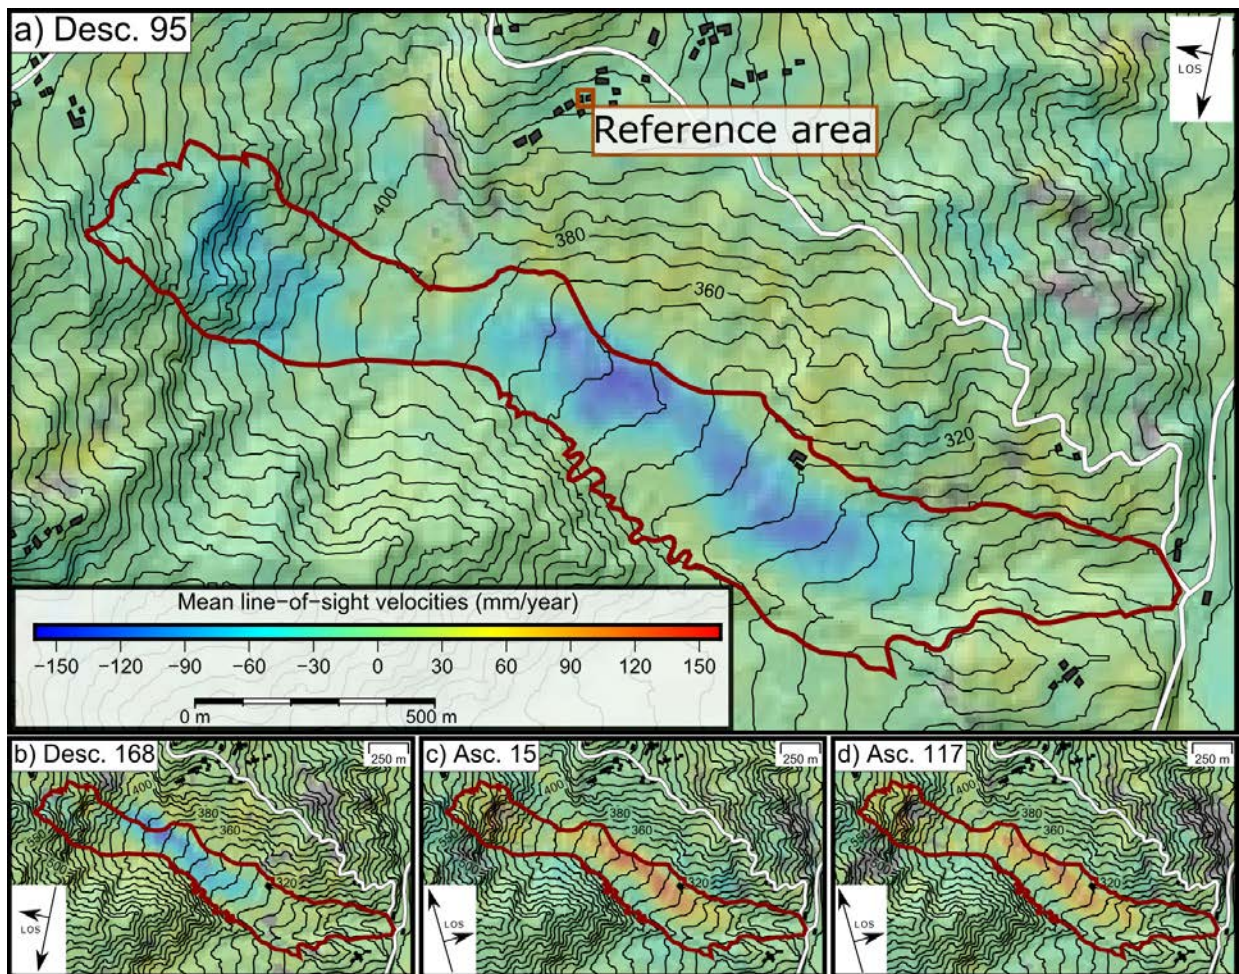 a) Desc. 95
LOS
Reference area
400
380
360
320
Mean line−of−sight velocities (mm/year)
−150 −120 −90 −60 −30 0 30 60 90 120 150
0 m 500 m
b) Desc. 168
250 m
400
380
360
320
LOS
c) Asc. 15
250 m
400
380
360
320
LOS
d) Asc. 117
250 m
400
380
360
320
LOS